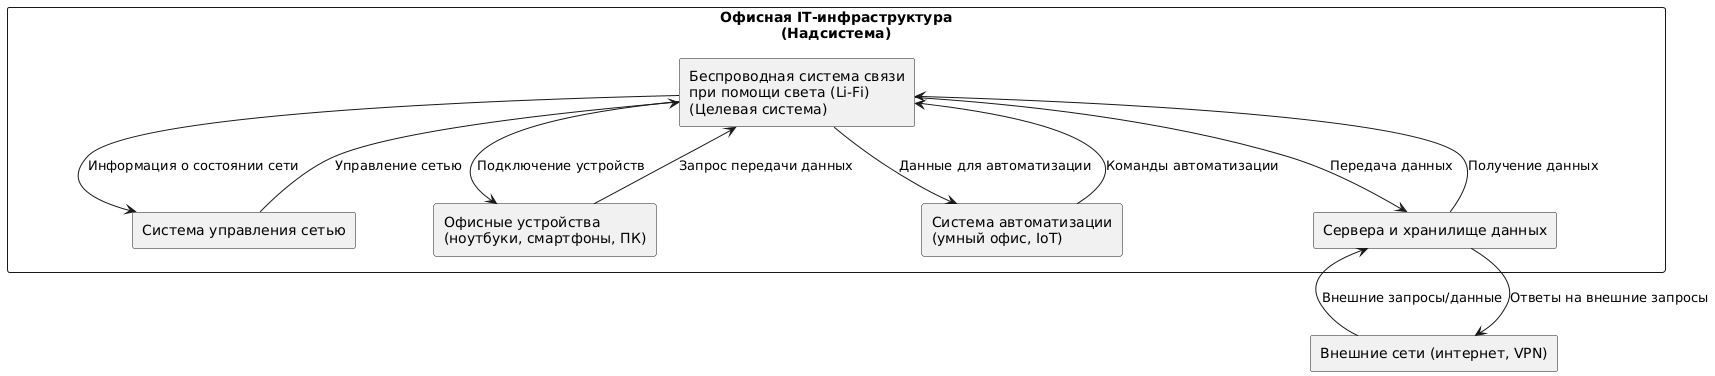 Офисная IT-инфраструктура
(Надсистема)
Беспроводная система связи
при помощи света (Li-Fi)
(Целевая система)
Информация о состоянии сети
Управление сетью
Подключение устройств
Запрос передачи данных
Данные для автоматизации
Команды автоматизации
Передача данных
Получение данных
Система управления сетью
Офисные устройства
(ноутбуки, смартфоны, ПК)
Система автоматизации
(умный офис, IoT)
Сервера и хранилище данных
Внешние запросы/данные
Ответы на внешние запросы
Внешние сети (интернет, VPN)